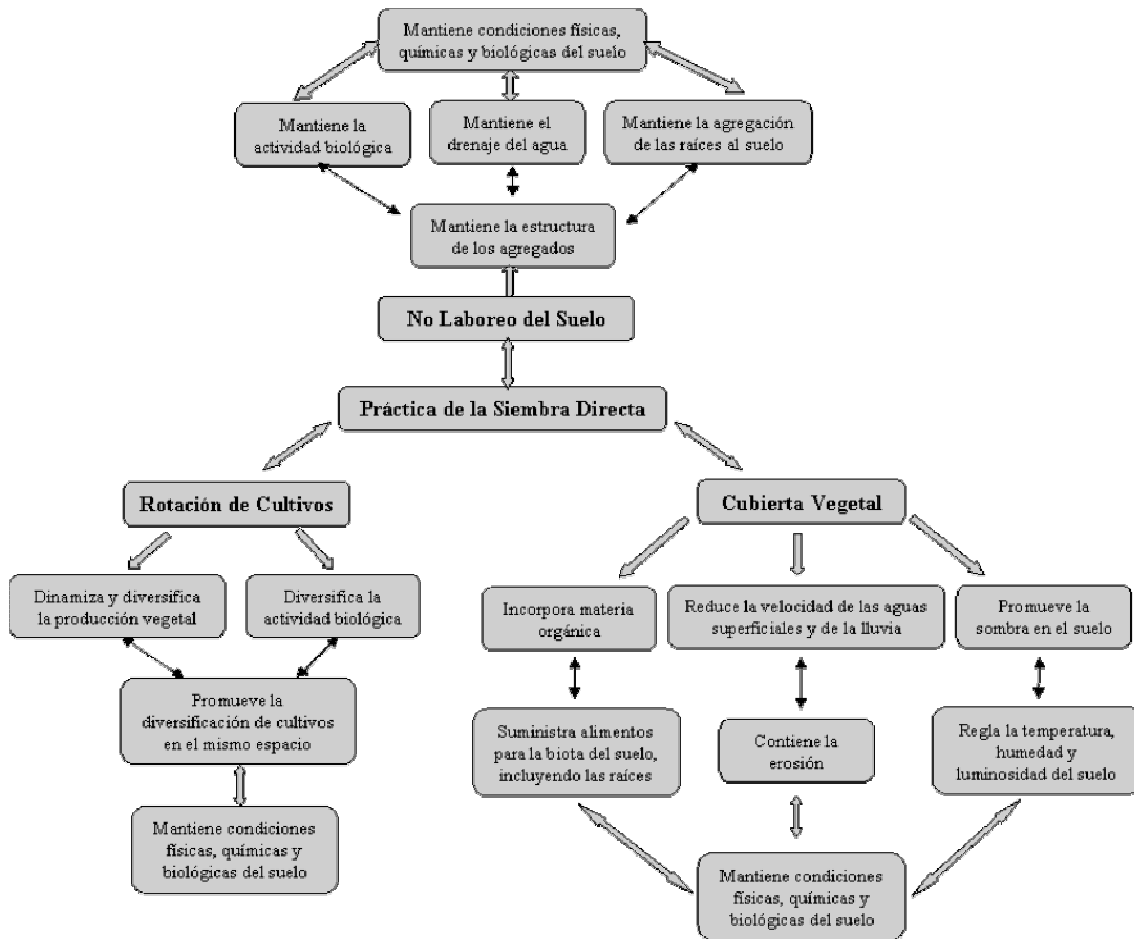 Mantiene condiciones físicas,
químicas y biológicas del suelo
Mantiene la
actividad biológica
Mantiene el
drenaje del agua
Mantiene la agregación
de las raíces al suelo
Mantiene la estructura
de los agregados
No Laboreo del Suelo
Práctica de la Siembra Directa
Rotación de Cultivos
Cubierta Vegetal
Dinamiza y diversifica
la producción vegetal
Diversifica la
actividad biológica
Incorpora materia
orgánica
Reduce la velocidad de las aguas
superficiales y de la lluvia
Promueve la
sombra en el suelo
Promueve la
diversificación de cultivos
en el mismo espacio
Suministra alimentos
para la biota del suelo,
incluyendo las raíces
Contiene la
erosión
Regla la temperatura,
humedad y
luminosidad del suelo
Mantiene condiciones
físicas, químicas y
biológicas del suelo
Mantiene condiciones
físicas, químicas y
biológicas del suelo